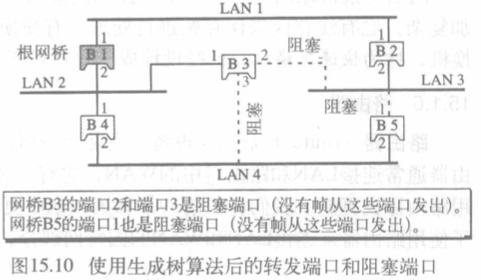 LAN 1
根网桥
1
B 1
2
1
B 3
2
3
阻塞
1
B 2
2
LAN 2
LAN 3
1
B 4
2
阻塞
阻塞
1
B 5
2
LAN 4
网桥B3的端口2和端口3是阻塞端口（没有帧从这些端口发出）。
网桥B5的端口1也是阻塞端口（没有帧从这些端口发出）。
图15.10 使用生成树算法后的转发端口和阻塞端口